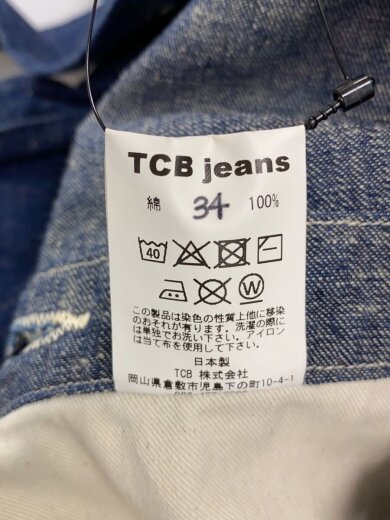 TCB jeans
綿 34 100%
40
W
この製品は染色の性質上他に移染
のおそれが有ります。洗濯の際に
は単独でお洗い下さい。アイロン
は当て布を使用して下さい。
日本製
TCB 株式会社
岡山県倉敷市児島下の町10-4-1